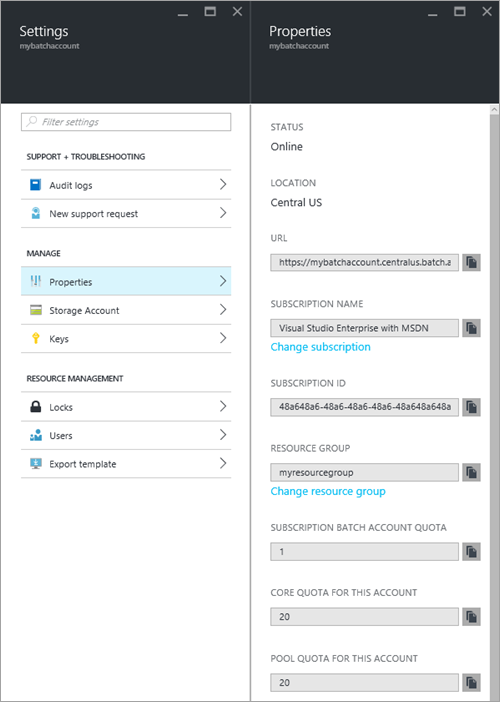 Settings
mybatchaccount
Filter settings
SUPPORT + TROUBLESHOOTING
Audit logs
New support request
MANAGE
Properties
Storage Account
Keys
RESOURCE MANAGEMENT
Locks
Users
Export template
Properties
mybatchaccount
STATUS
Online
LOCATION
Central US
URL
https://mybatchaccount.centralus.batch.a
SUBSCRIPTION NAME
Visual Studio Enterprise with MSDN
Change subscription
SUBSCRIPTION ID
48a648a6-48a6-48a6-48a6-48a648a648a
RESOURCE GROUP
myresourcegroup
Change resource group
SUBSCRIPTION BATCH ACCOUNT QUOTA
1
CORE QUOTA FOR THIS ACCOUNT
20
POOL QUOTA FOR THIS ACCOUNT
20